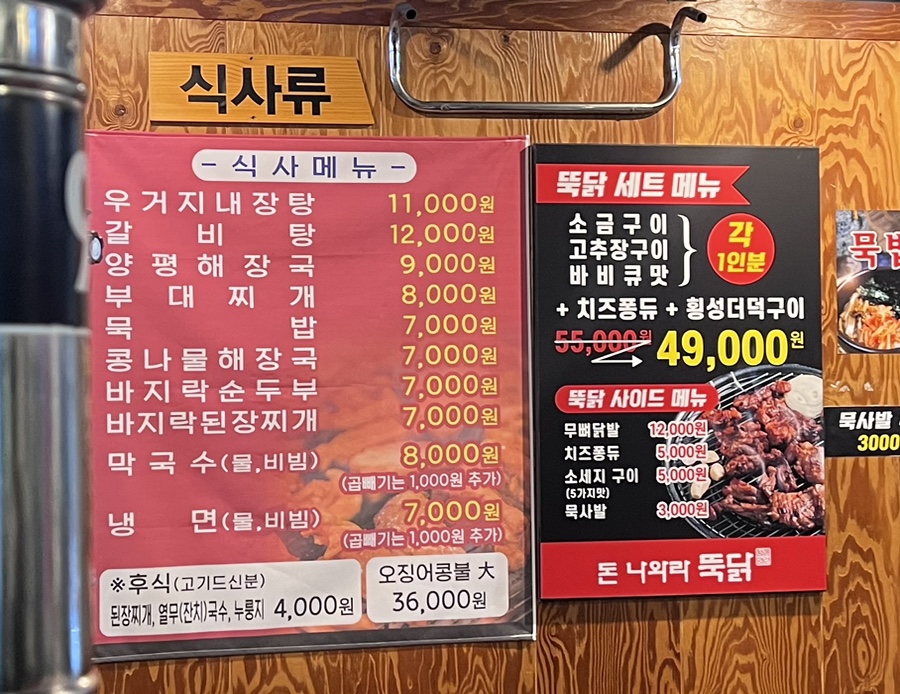 식사류
- 식사메뉴 -
우거지내장탕 11,000원
갈비탕 12,000원
양평해장국 9,000원
부대찌개 8,000원
묵밥 7,000원
콩나물해장국 7,000원
바지락순두부 7,000원
바지락된장찌개 7,000원
막국수(물,비빔) 8,000원
(곱빼기는 1,000원 추가)
냉면(물,비빔) 7,000원
(곱빼기는 1,000원 추가)
※후식(고기드신분)
된장찌개, 열무(잔치)국수, 누룽지 4,000원
오징어콩불 大
36,000원
뚝닭 세트 메뉴
소금구이
고추장구이
바비큐맛
각
1인분
+ 치즈퐁듀 + 횡성더덕구이
55,000원 → 49,000원
뚝닭 사이드 메뉴
무뼈닭발 12,000원
치즈퐁듀 5,000원
소세지 구이 5,000원
(5가지맛)
묵사발 3,000원
돈 나와라 뚝닭
묵
묵사발
3000